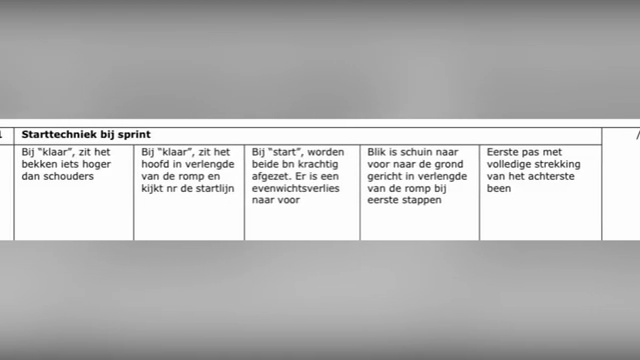 Starttechniek bij sprint
Bij “klaar”, zit het
bekken iets hoger
dan schouders
Bij “klaar”, zit het
hoofd in verlengde
van de romp en
kijkt nr de startlijn
Bij “start”, worden
beide bn krachtig
afgezet. Er is een
evenwichtsverlies
naar voor
Blik is schuin naar
voor naar de grond
gericht in verlengde
van de romp bij
eerste stappen
Eerste pas met
volledige strekking
van het achterste
been